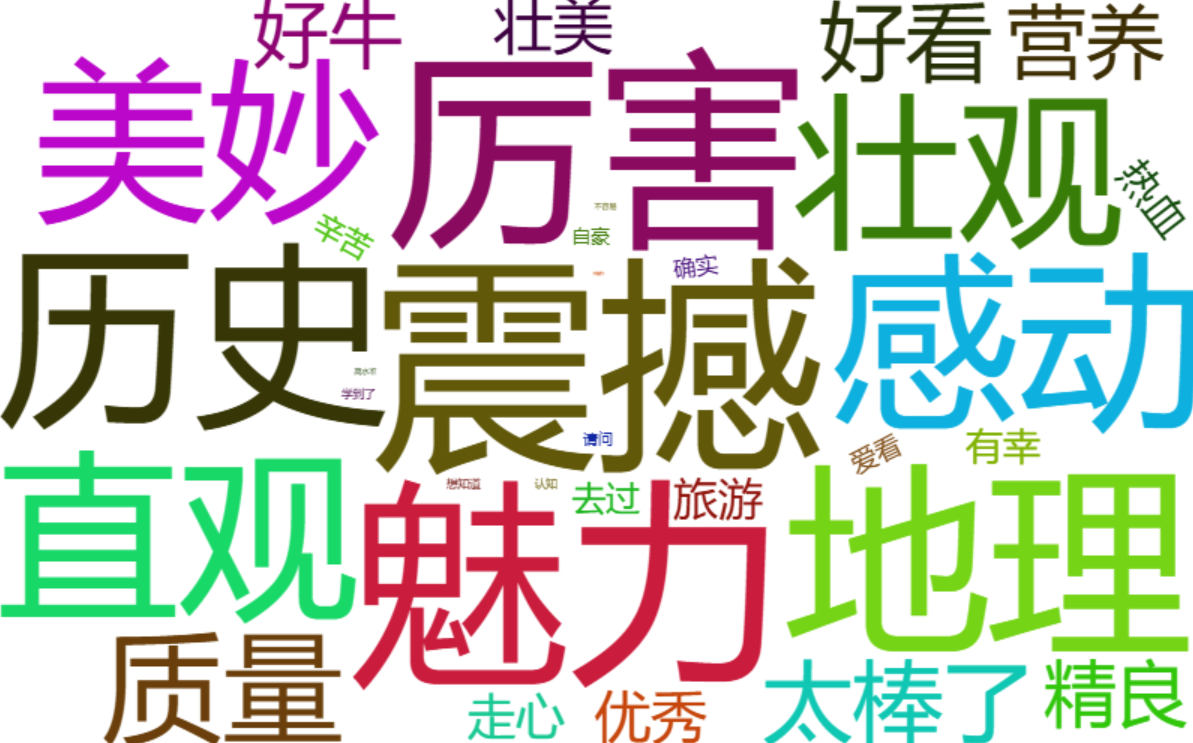 好牛
壮美
好看
营养
美妙
厉害
壮观
热血
辛苦
不容易
自豪
历史
震撼
确实
感动
高水准
学到了
请问
爱看
有幸
直观
魅力
想知道
认知
去过
旅游
地理
质量
走心
优秀
太棒了
精良